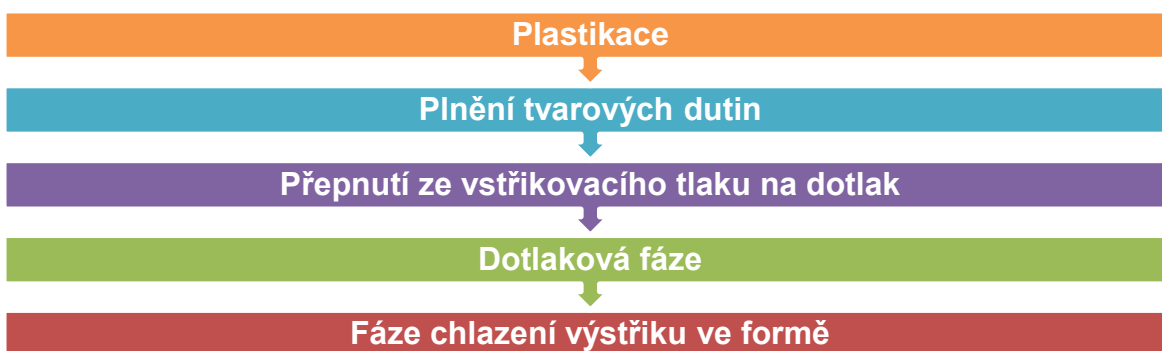 Plastikace
Plnění tvarových dutin
Přepnutí ze vstřikovacího tlaku na dotlak
Dotlaková fáze
Fáze chlazení výstřiku ve formě